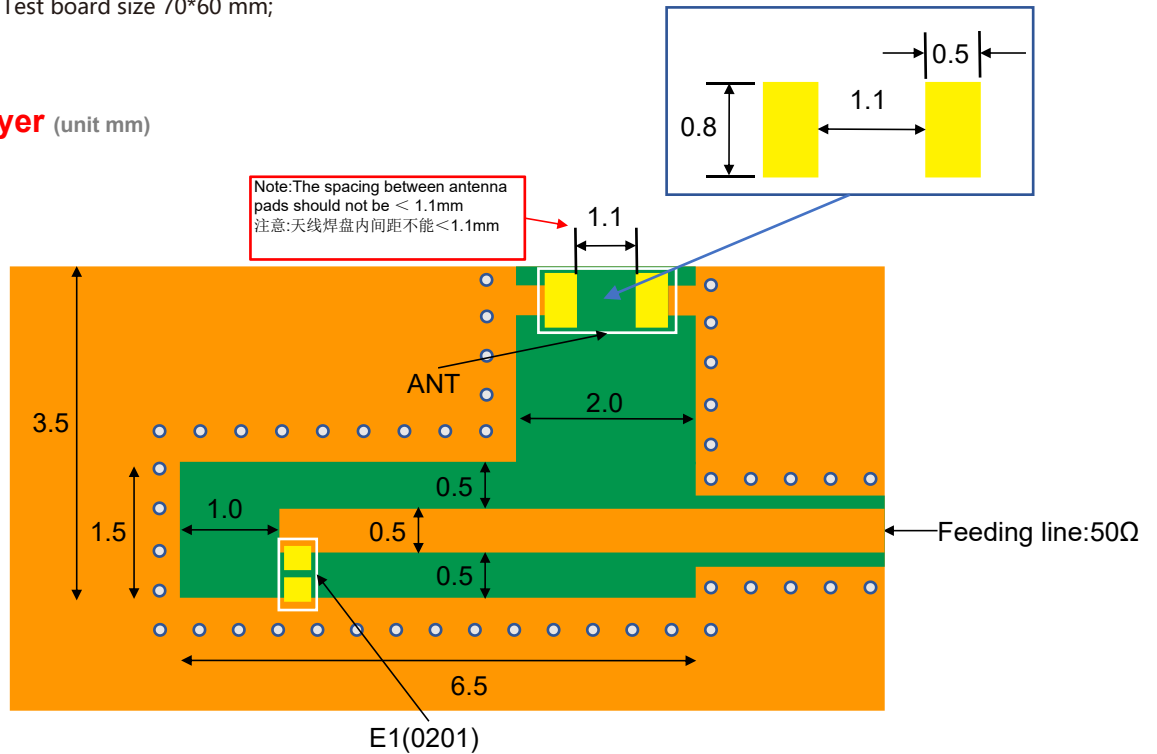 Test board size 70*60 mm;
0.5
1.1
0.8
yer (unit mm)
Note:The spacing between antenna
pads should not be < 1.1mm
注意:天线焊盘内间距不能<1.1mm
1.1
ANT
2.0
3.5
0.5
1.0
1.5
0.5
Feeding line:50Ω
0.5
6.5
E1(0201)